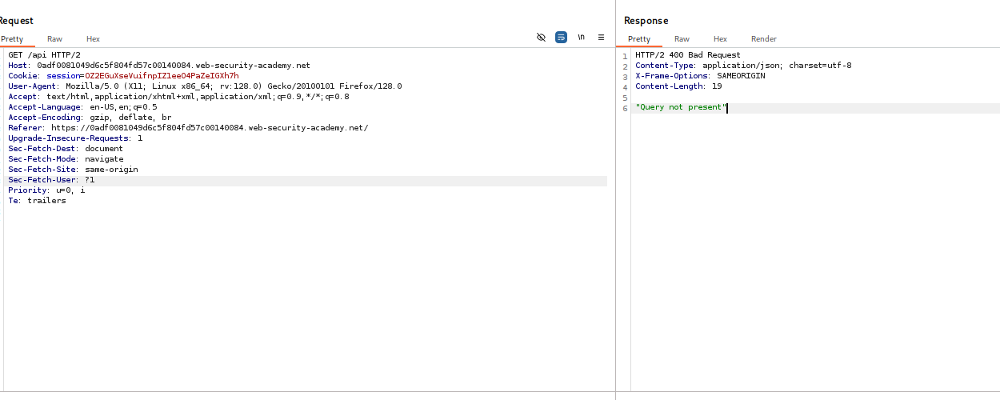 Request
Pretty Raw Hex \n
GET /api HTTP/2
Host: 0adf0081049d6c5f804fd57c00140084.web-security-academy.net
Cookie: session=OZ2EGuXseVuifnpIZ1eeO4PaZeIGXh7h
User-Agent: Mozilla/5.0 (X11; Linux x86_64; rv:128.0) Gecko/20100101 Firefox/128.0
Accept: text/html,application/xhtml+xml,application/xml;q=0.9,*/*;q=0.8
Accept-Language: en-US,en;q=0.5
Accept-Encoding: gzip, deflate, br
Referer: https://0adf0081049d6c5f804fd57c00140084.web-security-academy.net/
Upgrade-Insecure-Requests: 1
Sec-Fetch-Dest: document
Sec-Fetch-Mode: navigate
Sec-Fetch-Site: same-origin
Sec-Fetch-User: ?1
Priority: u=0, i
Te: trailers
Response
Pretty Raw Hex Render
1 HTTP/2 400 Bad Request
2 Content-Type: application/json; charset=utf-8
3 X-Frame-Options: SAMEORIGIN
4 Content-Length: 19
5
6 "Query not present"